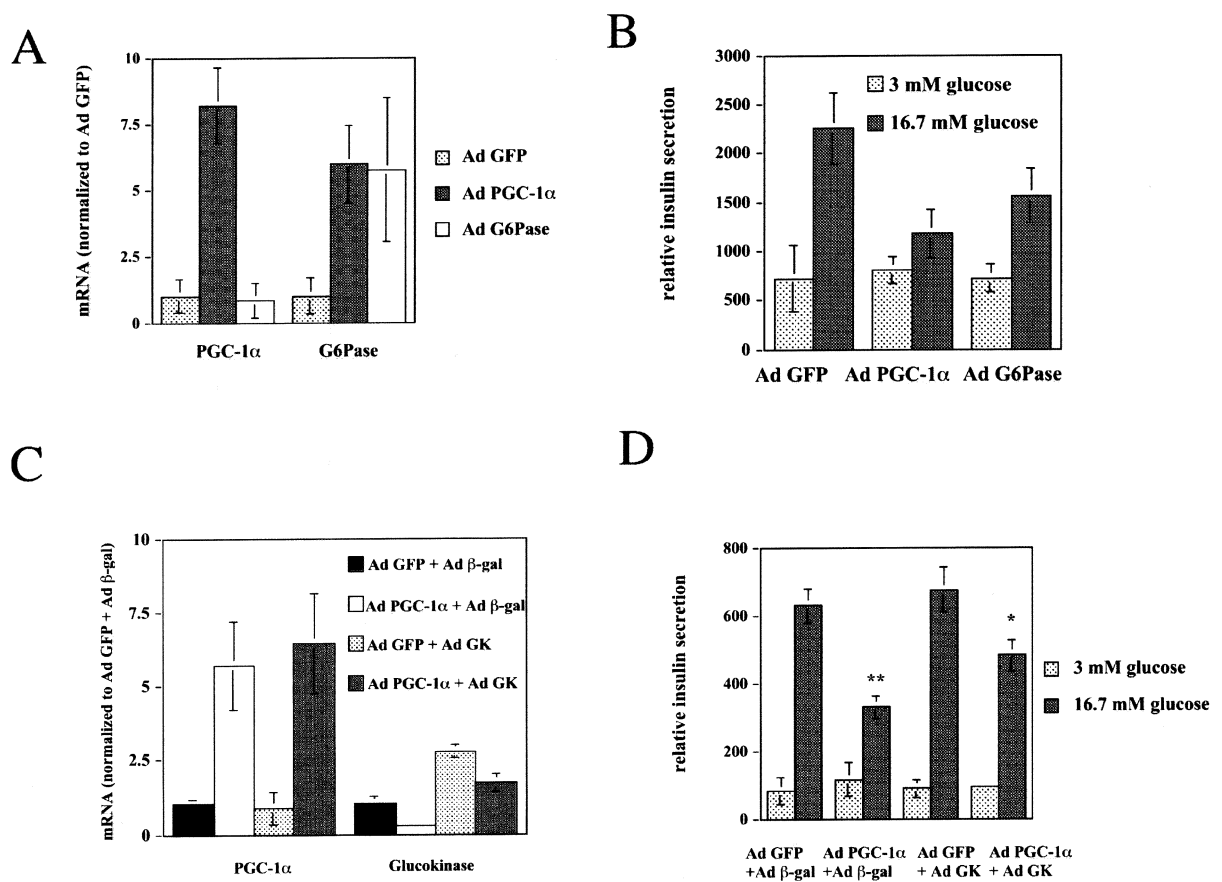 A
mRNA (normalized to Ad GFP)
10
7.5
5
2.5
0
PGC-1α
G6Pase
Ad GFP
Ad PGC-1α
Ad G6Pase
B
relative insulin secretion
3000
2500
2000
1500
1000
500
0
3 mM glucose
16.7 mM glucose
Ad GFP
Ad PGC-1α
Ad G6Pase
C
mRNA (normalized to Ad GFP + Ad β-gal)
10
7.5
5
2.5
0
Ad GFP + Ad β-gal
Ad PGC-1α + Ad β-gal
Ad GFP + Ad GK
Ad PGC-1α + Ad GK
PGC-1α
Glucokinase
D
relative insulin secretion
800
600
400
200
0
**
*
3 mM glucose
16.7 mM glucose
Ad GFP
+Ad β-gal
Ad PGC-1α
+Ad β-gal
Ad GFP
+ Ad GK
Ad PGC-1α
+ Ad GK